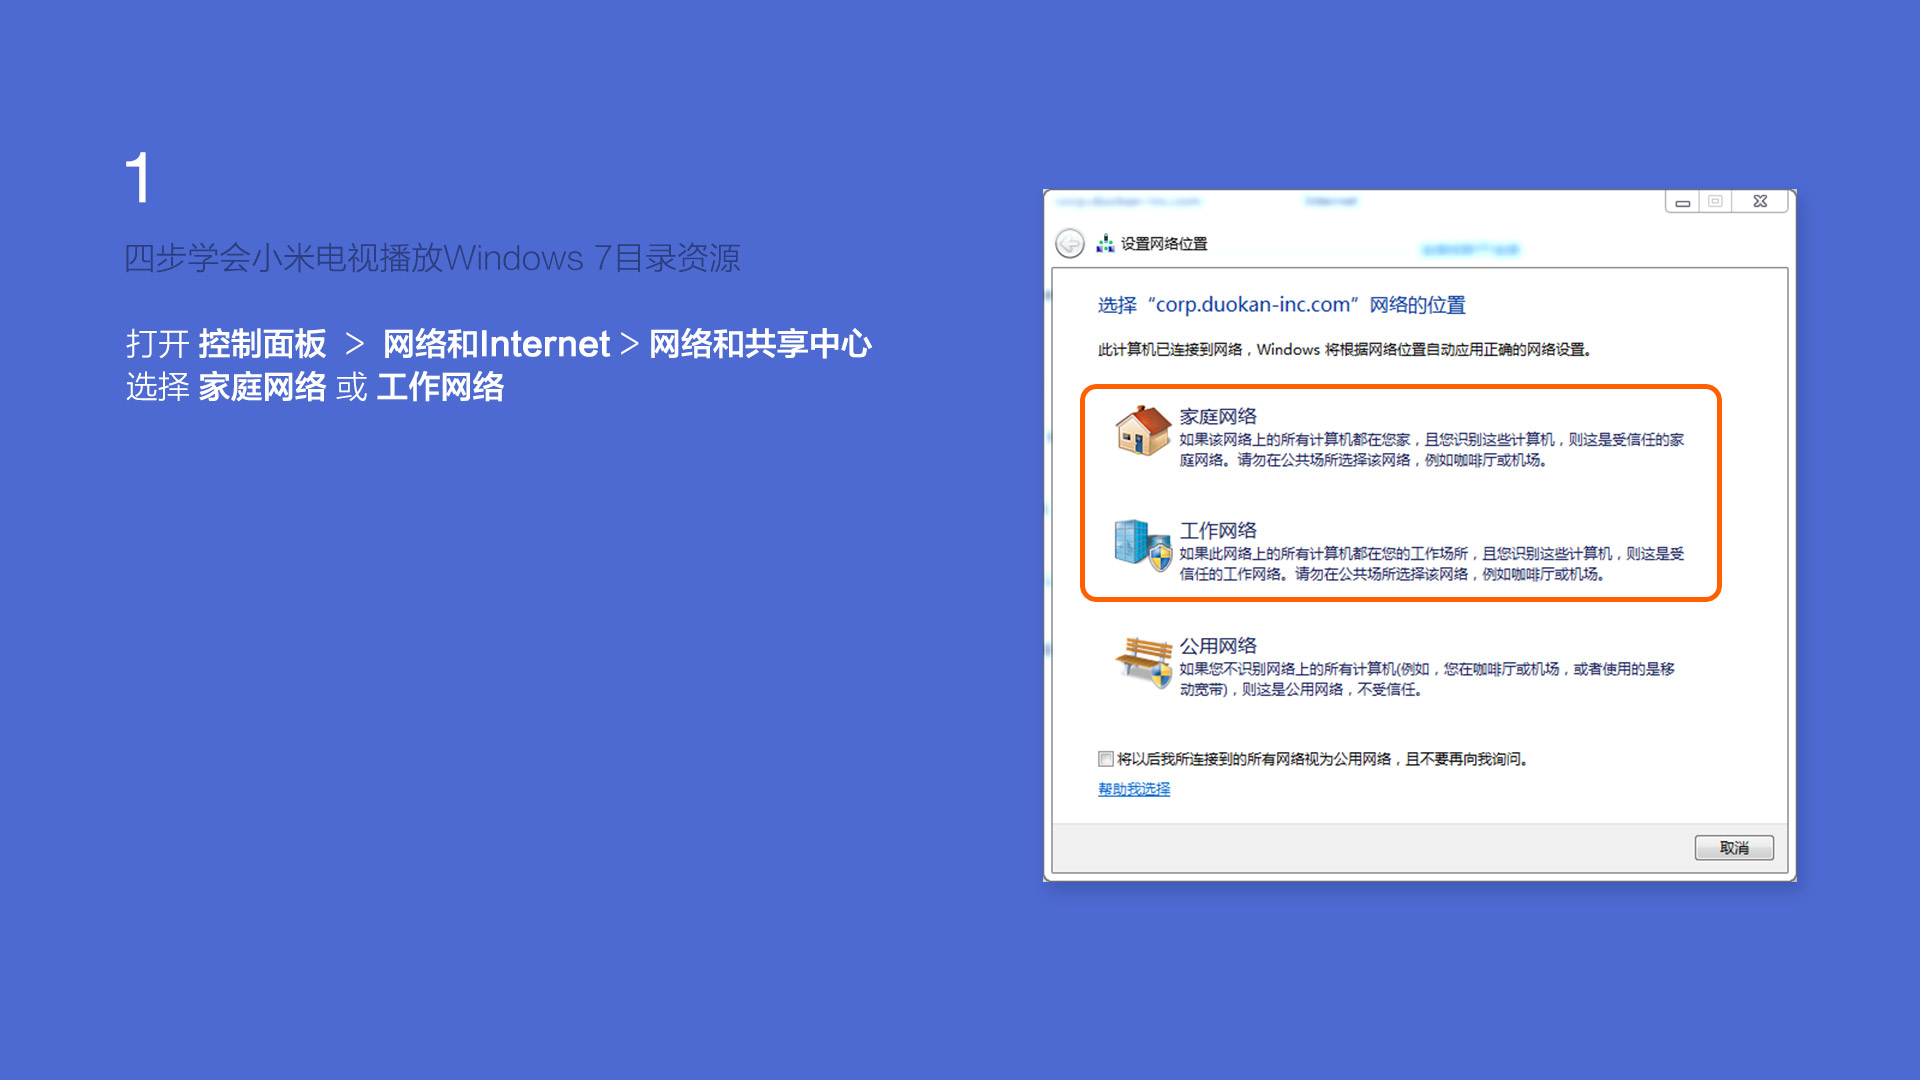 1
四步学会小米电视播放Windows 7目录资源
打开 控制面板 > 网络和Internet > 网络和共享中心
选择 家庭网络 或 工作网络
设置网络位置
选择“corp.duokan-inc.com”网络的位置
此计算机已连接到网络，Windows 将根据网络位置自动应用正确的网络设置。
家庭网络
如果该网络上的所有计算机都在您家，且您识别这些计算机，则这是受信任的家
庭网络。请勿在公共场所选择该网络，例如咖啡厅或机场。
工作网络
如果此网络上的所有计算机都在您的工作场所，且您识别这些计算机，则这是受
信任的工作网络。请勿在公共场所选择该网络，例如咖啡厅或机场。
公用网络
如果您不识别网络上的所有计算机(例如，您在咖啡厅或机场，或者使用的是移
动宽带)，则这是公用网络，不受信任。
将以后我所连接到的所有网络视为公用网络，且不要再向我询问。
帮助我选择
取消